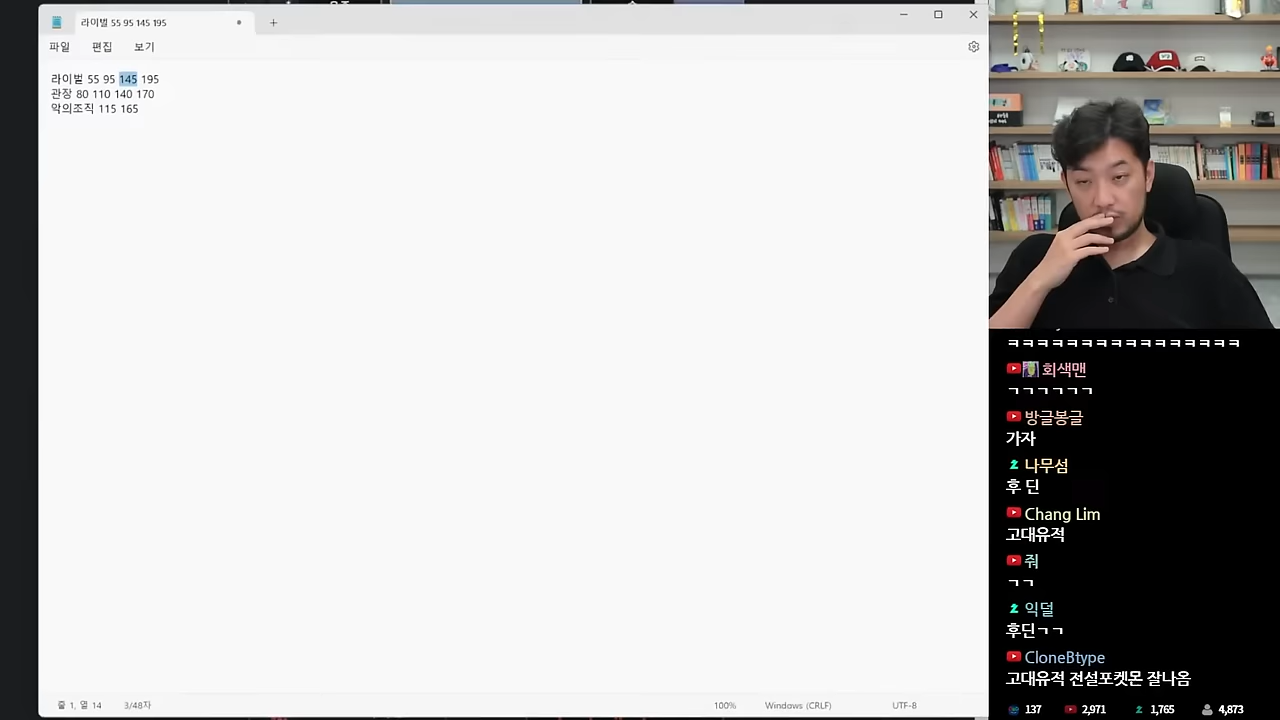 라이벌 55 95 145 195
파일 편집 보기
라이벌 55 95 145 195
관장 80 110 140 170
악의조직 115 165
줄 1, 열 14 3/48자 100% Windows (CRLF) UTF-8
ㅋㅋㅋㅋㅋㅋㅋㅋㅋㅋㅋㅋㅋㅋㅋㅋ
회색맨
ㄱㄱㄱㄱㄱㄱ
방글봉글
가자
나무섬
후 딘
Chang Lim
고대유적
줘
ㄱㄱ
익덜
후딘ㄱㄱ
CloneBtype
고대유적 전설포켓몬 잘나옴
137 2,971 1,765 4,873